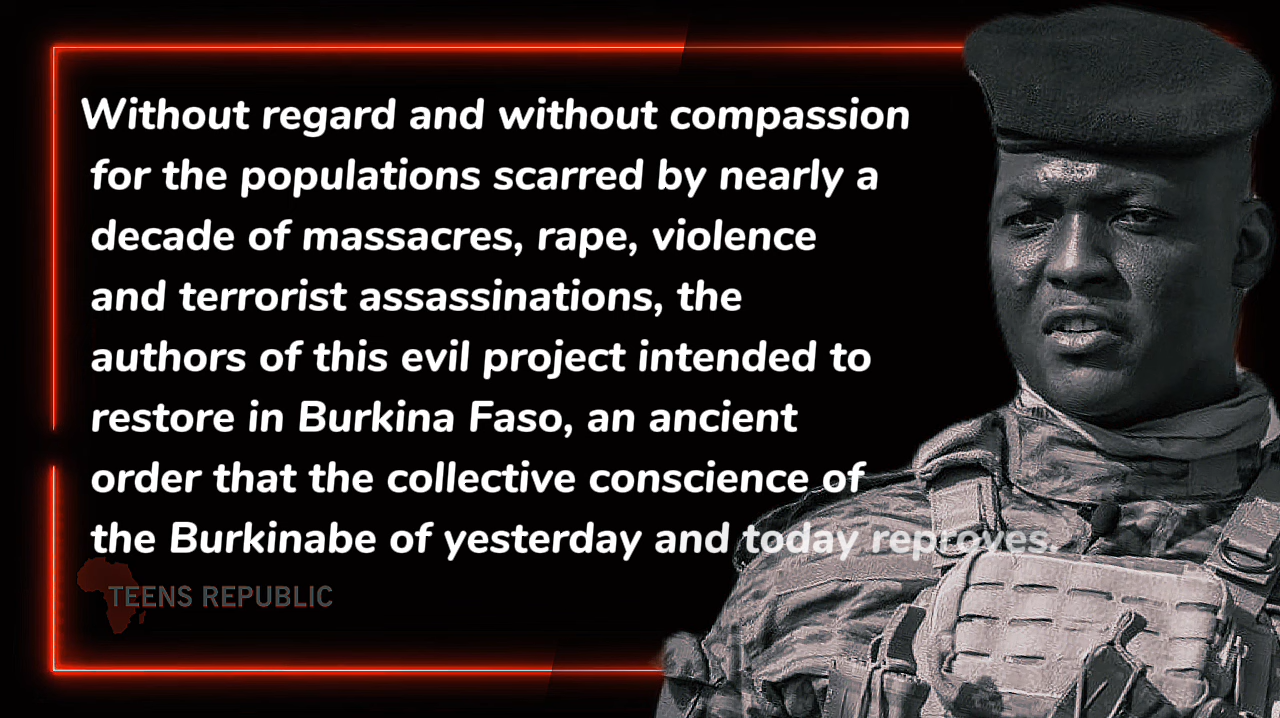 Without regard and without compassion
for the populations scarred by nearly a
decade of massacres, rape, violence
and terrorist assassinations, the
authors of this evil project intended to
restore in Burkina Faso, an ancient
order that the collective conscience of
the Burkinabe of yesterday and today reproves.
TEENS REPUBLIC